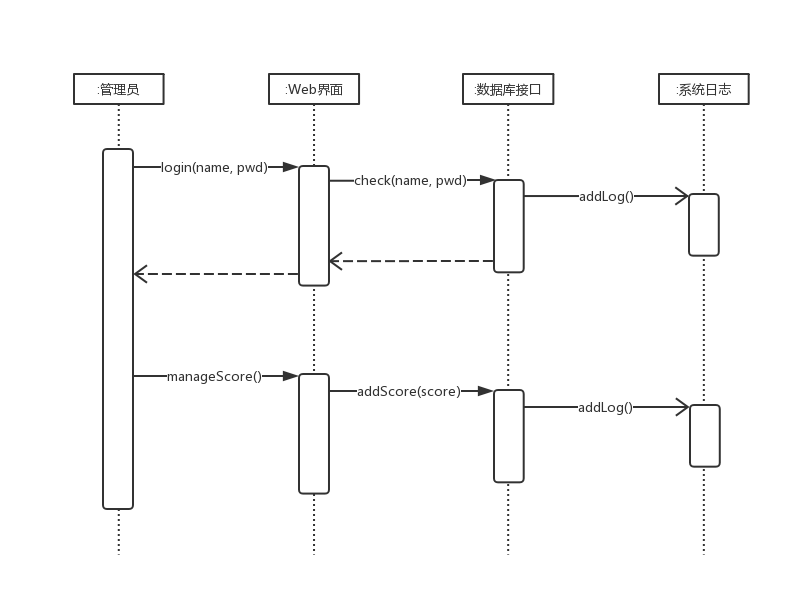 :管理员
:Web界面
:数据库接口
:系统日志
login(name, pwd)
check(name, pwd)
addLog()
manageScore()
addScore(score)
addLog()